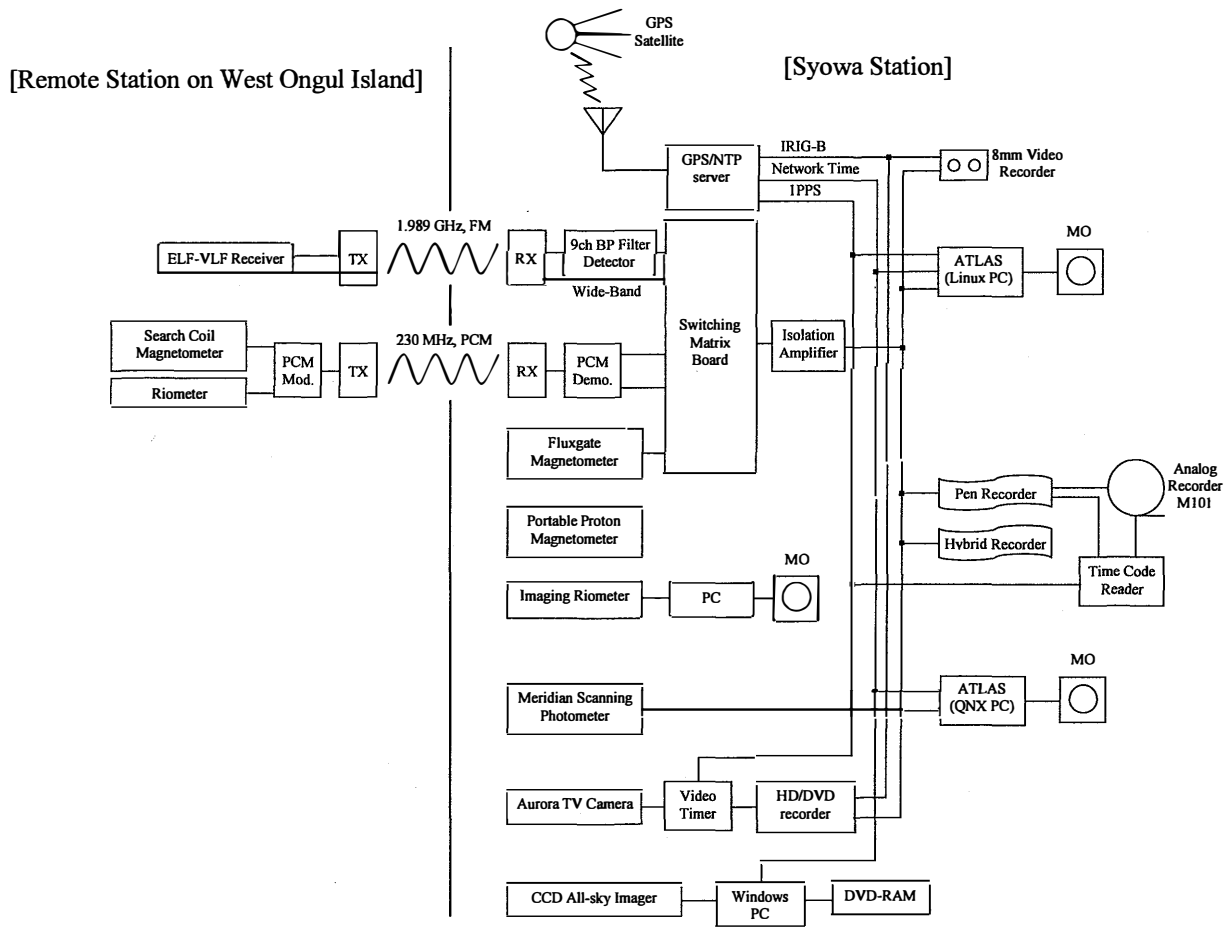 GPS
Satellite
[Remote Station on West Ongul Island]
[Syowa Station]
GPS/NTP
server
IRIG-B
Network Time
1PPS
8mm Video
Recorder
1.989 GHz, FM
ELF-VLF Receiver
TX
RX
9ch BP Filter
Detector
Wide-Band
MO
ATLAS
(Linux PC)
Search Coil
Magnetometer
Riometer
PCM
Mod.
TX
230 MHz, PCM
RX
PCM
Demo.
Switching
Matrix
Board
Isolation
Amplifier
Fluxgate
Magnetometer
Pen Recorder
Analog
Recorder
M101
Portable Proton
Magnetometer
Hybrid Recorder
Time Code
Reader
MO
Imaging Riometer
PC
MO
Meridian Scanning
Photometer
ATLAS
(QNX PC)
Aurora TV Camera
Video
Timer
HD/DVD
recorder
CCD All-sky Imager
Windows
PC
DVD-RAM